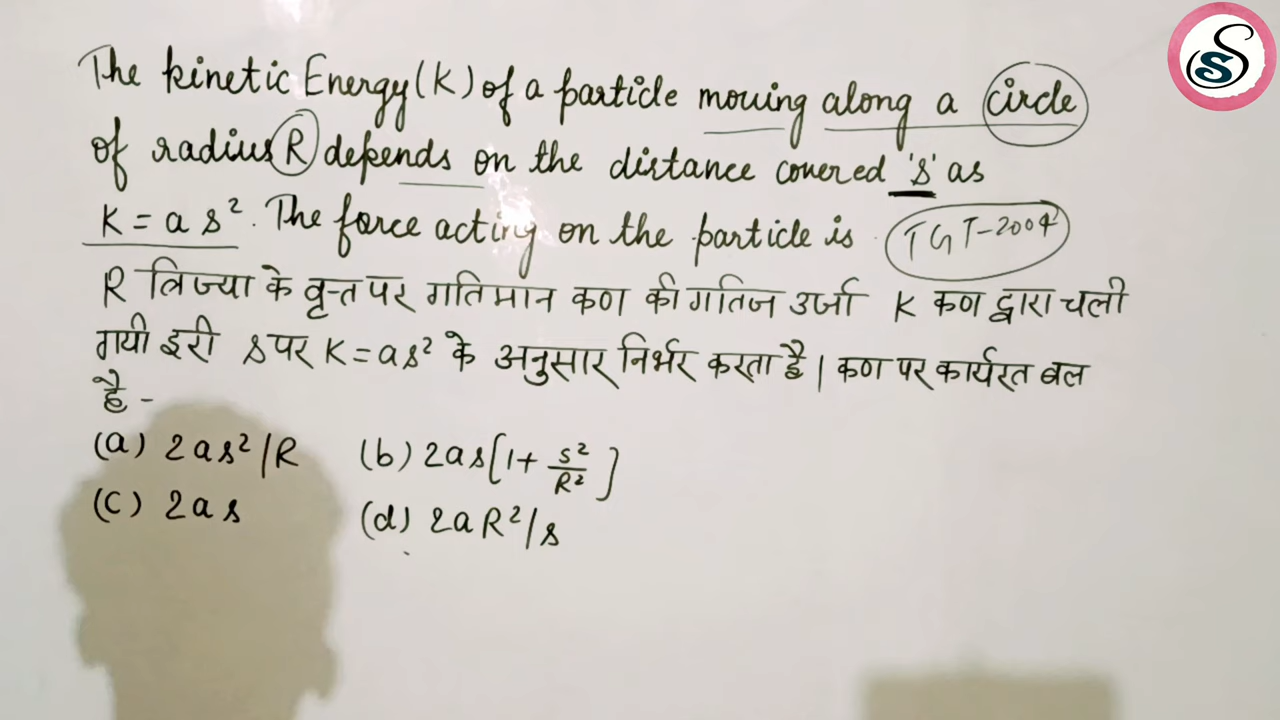 The kinetic Energy (K) of a particle moving along a circle
of radius R depends on the distance covered 's' as
K = a s². The force acting on the particle is TGT-2004
R त्रिज्या के वृत्त पर गतिमान कण की गतिज उर्जा K कण द्वारा चली
गयी दूरी s पर K = as² के अनुसार निर्भर करता है। कण पर कार्यरत बल
है -
(a) 2as²/R (b) 2as[1+ s²/R²]
(c) 2as (d) 2aR²/s
SS